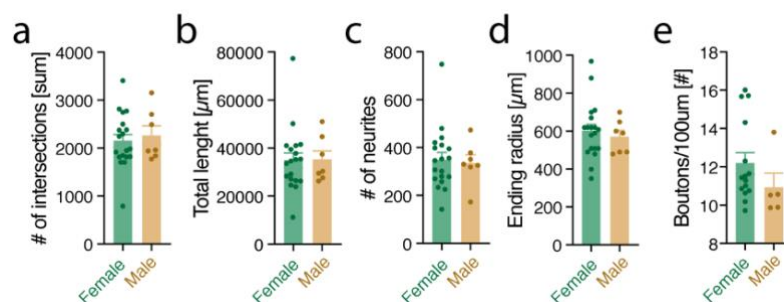 a
# of intersections [sum]
4000
3000
2000
1000
0
Female
Male
b
Total lenght [µm]
80000
60000
40000
20000
0
Female
Male
c
# of neurites
800
600
400
200
0
Female
Male
d
Ending radius [µm]
1000
800
600
400
200
0
Female
Male
e
Boutons/100um [#]
18
16
14
12
10
8
Female
Male